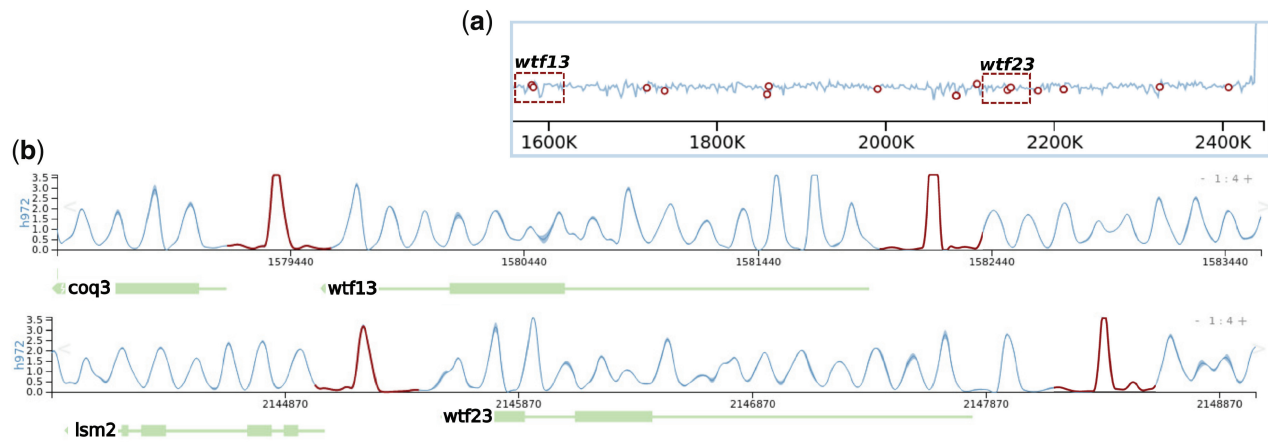 (a)
wtf13
wtf23
1600K 1800K 2000K 2200K 2400K
(b)
h972
3.5
3.0
2.5
2.0
1.5
1.0
0.5
0.0
- 1 : 4 +
1579440 1580440 1581440 1582440 1583440
coq3 wtf13
h972
3.5
3.0
2.5
2.0
1.5
1.0
0.5
0.0
- 1 : 4 +
2144870 2145870 2146870 2147870 2148870
wtf23
lsm2